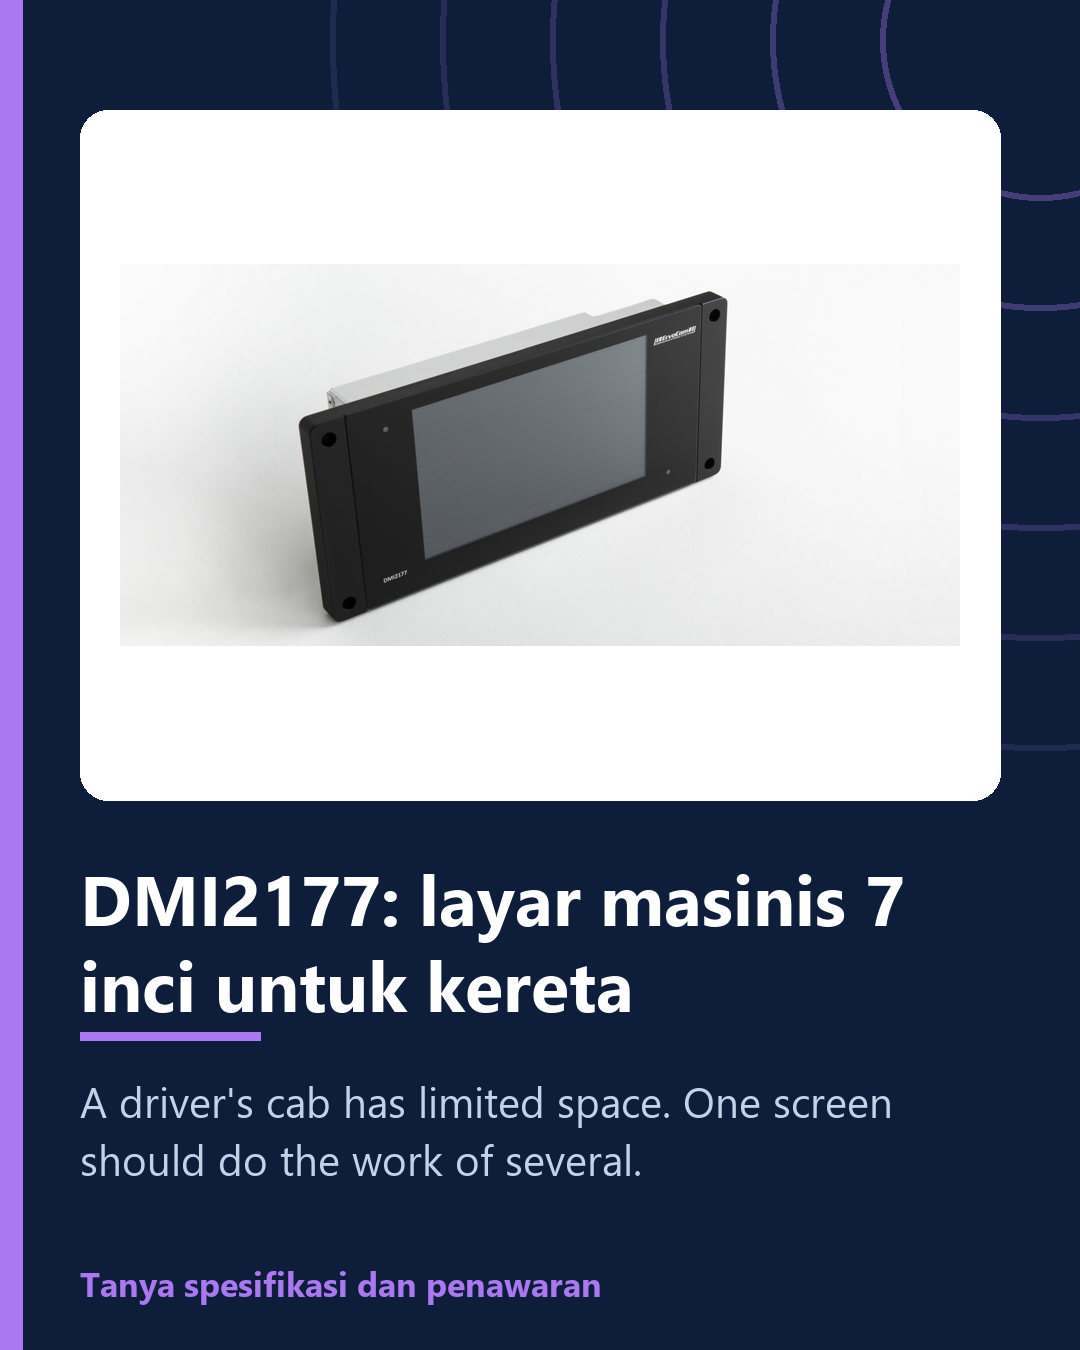 DMI2177
DMI2177: layar masinis 7
inci untuk kereta
A driver's cab has limited space. One screen
should do the work of several.
Tanya spesifikasi dan penawaran